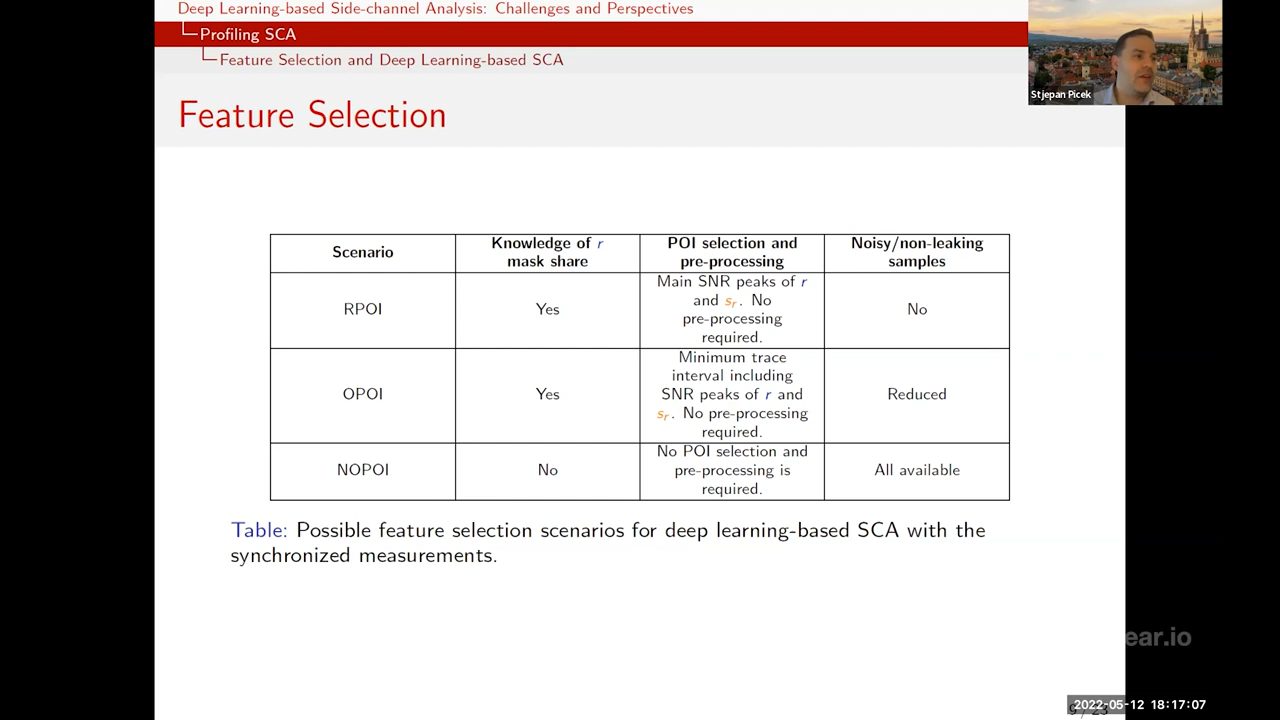 Deep Learning-based Side-channel Analysis: Challenges and Perspectives
Profiling SCA
Feature Selection and Deep Learning-based SCA
Stjepan Picek
Feature Selection
Scenario
Knowledge of r
mask share
POI selection and
pre-processing
Noisy/non-leaking
samples
RPOI
Yes
Main SNR peaks of r
and sr. No
pre-processing
required.
No
OPOI
Yes
Minimum trace
interval including
SNR peaks of r and
sr. No pre-processing
required.
Reduced
NOPOI
No
No POI selection and
pre-processing is
required.
All available
Table: Possible feature selection scenarios for deep learning-based SCA with the
synchronized measurements.
ear.io
2022-05-12 18:17:07